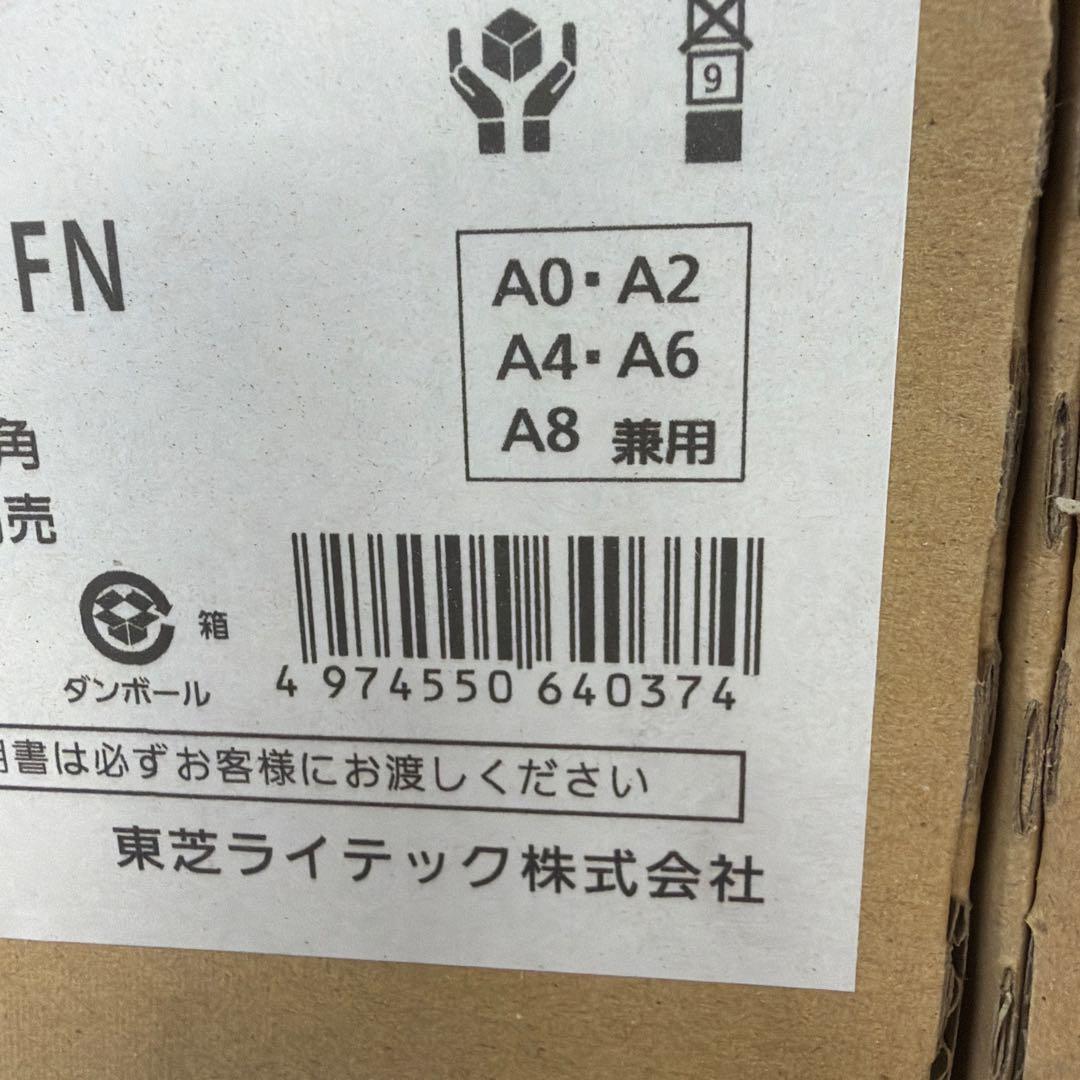 9
FN
A0・A2
A4・A6
A8 兼用
角
売
箱
ダンボール
4 974550 640374
書は必ずお客様にお渡しください
東芝ライテック株式会社